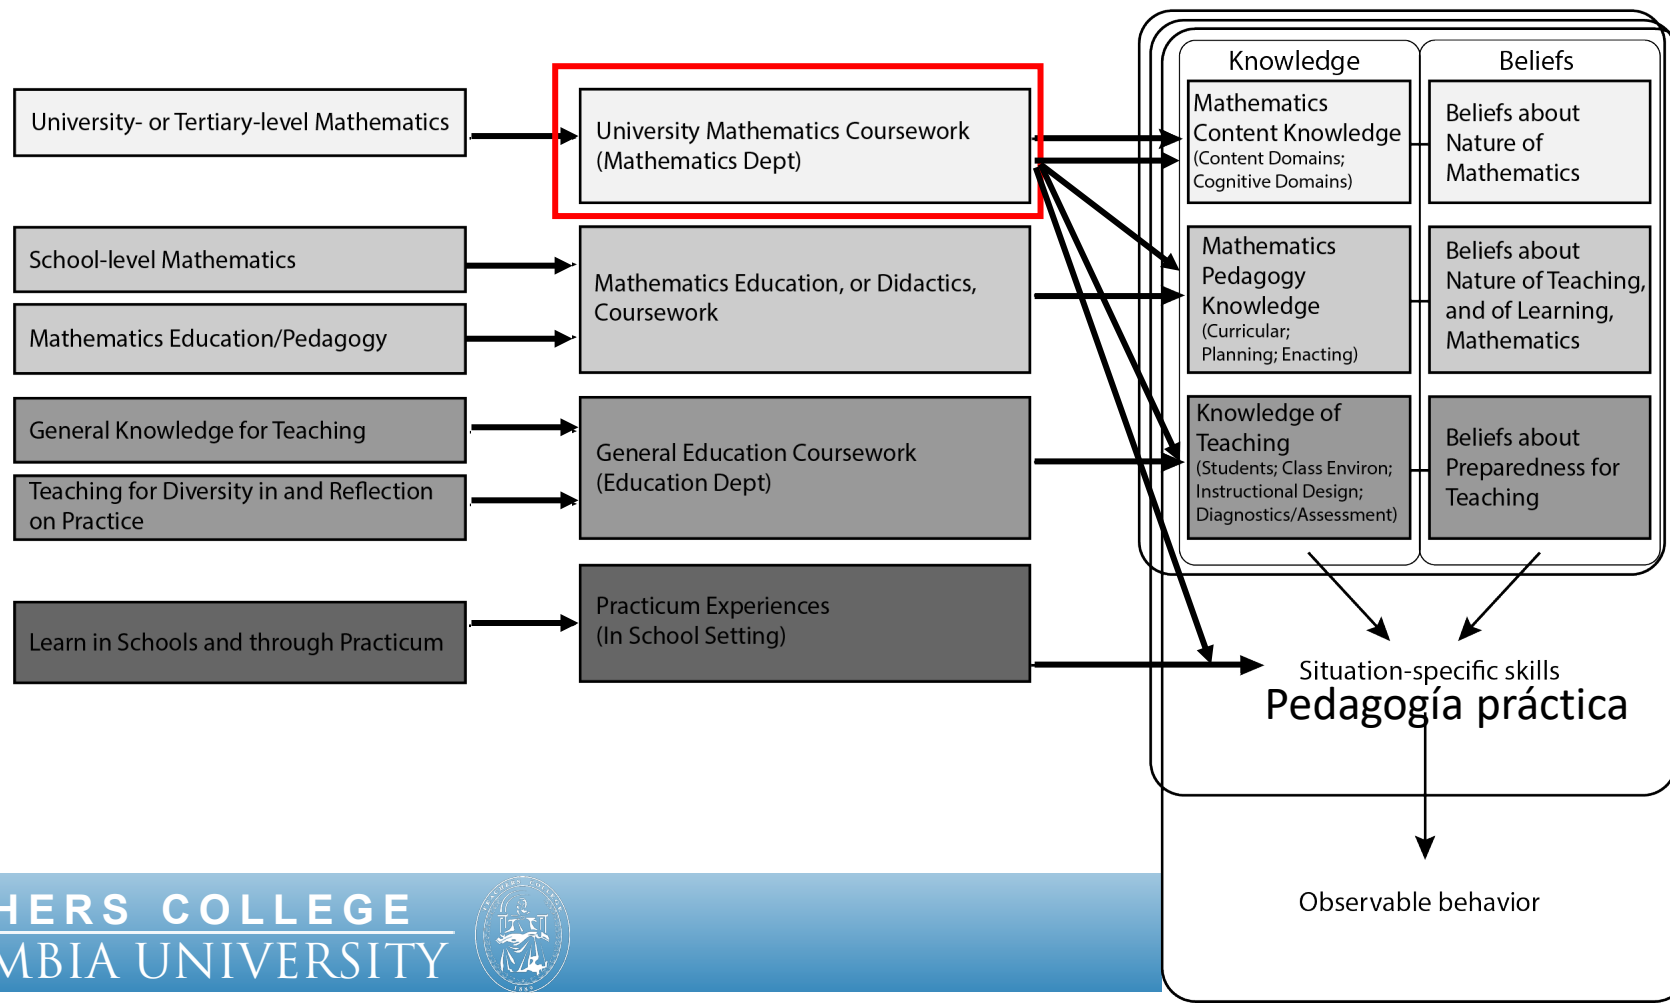 University- or Tertiary-level Mathematics
School-level Mathematics
Mathematics Education/Pedagogy
General Knowledge for Teaching
Teaching for Diversity in and Reflection
on Practice
Learn in Schools and through Practicum
University Mathematics Coursework
(Mathematics Dept)
Mathematics Education, or Didactics,
Coursework
General Education Coursework
(Education Dept)
Practicum Experiences
(In School Setting)
Knowledge
Mathematics
Content Knowledge
(Content Domains;
Cognitive Domains)
Mathematics
Pedagogy
Knowledge
(Curricular;
Planning; Enacting)
Knowledge of
Teaching
(Students; Class Environ;
Instructional Design;
Diagnostics/Assessment)
Beliefs
Beliefs about
Nature of
Mathematics
Beliefs about
Nature of Teaching,
and of Learning,
Mathematics
Beliefs about
Preparedness for
Teaching
Situation-specific skills
Pedagogía práctica
Observable behavior
HERS COLLEGE
MBIA UNIVERSITY